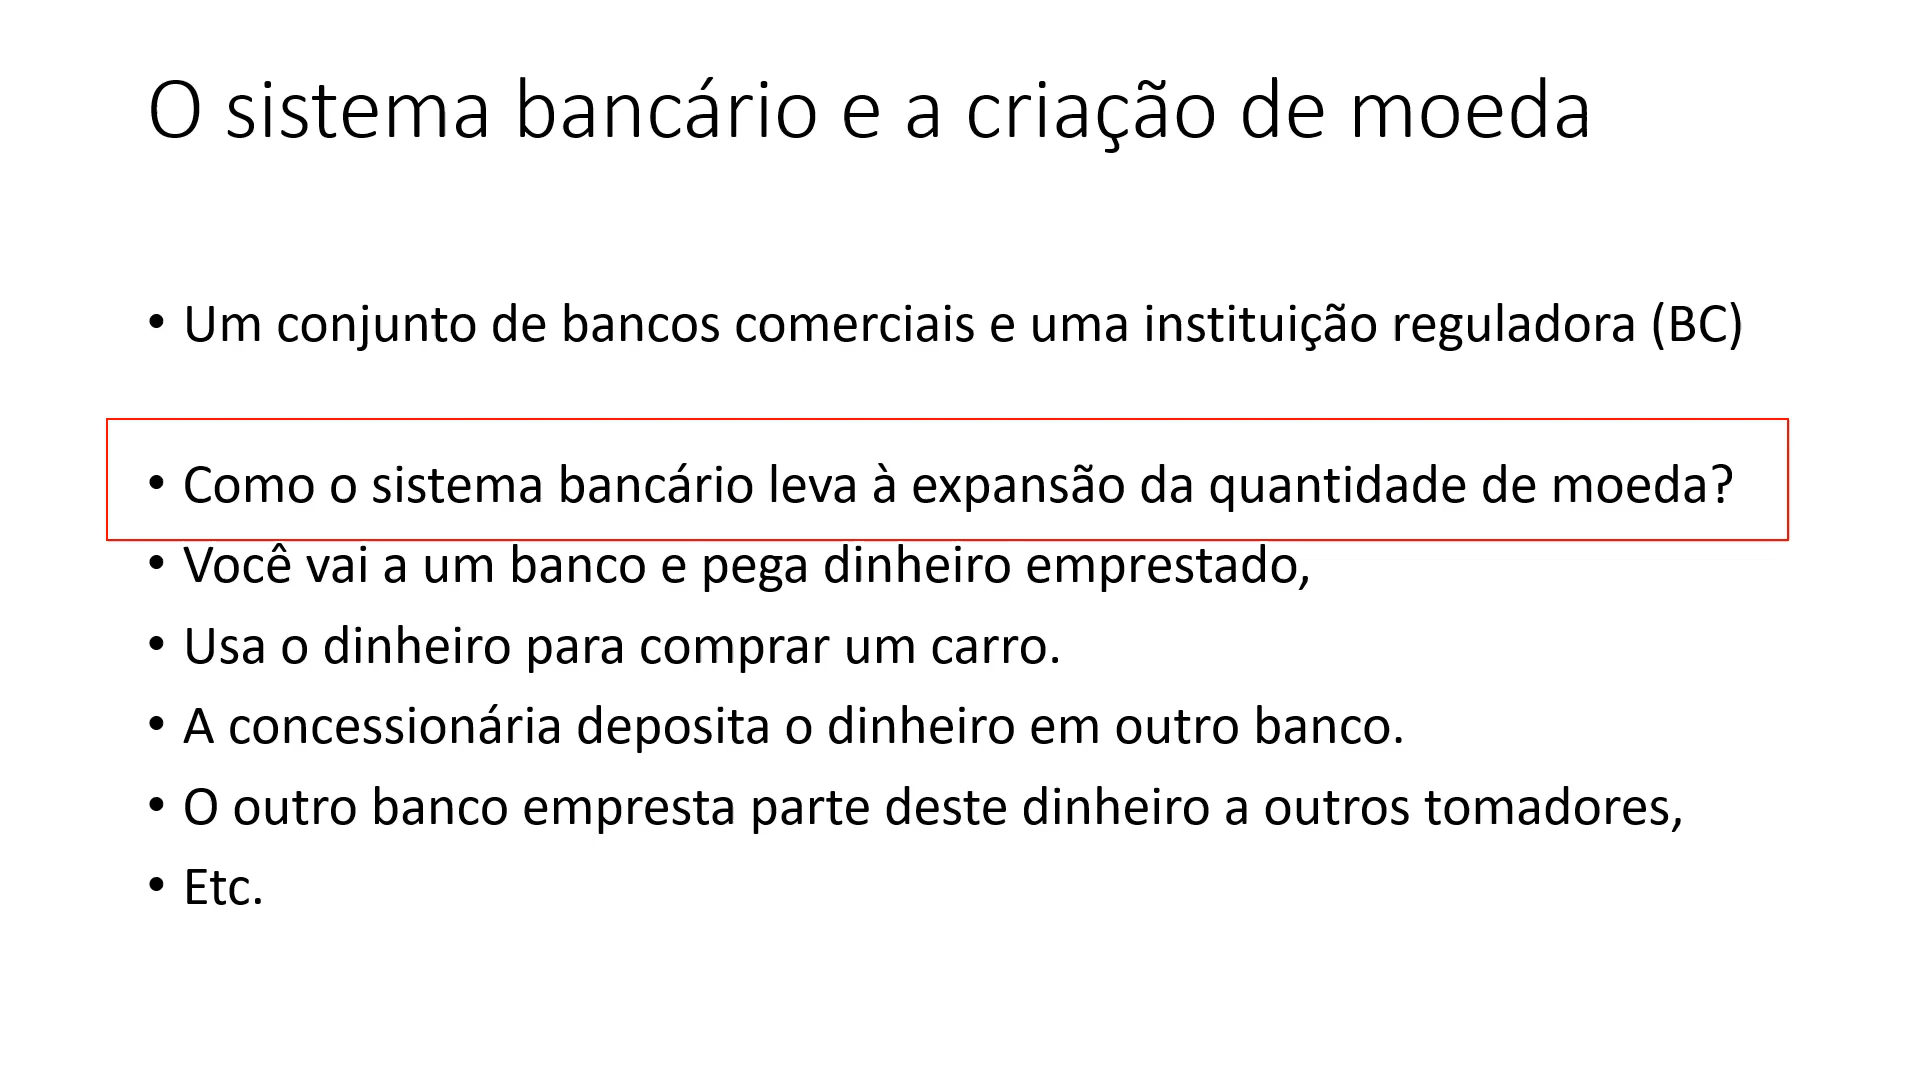 O sistema bancário e a criação de moeda
• Um conjunto de bancos comerciais e uma instituição reguladora (BC)
• Como o sistema bancário leva à expansão da quantidade de moeda?
• Você vai a um banco e pega dinheiro emprestado,
• Usa o dinheiro para comprar um carro.
• A concessionária deposita o dinheiro em outro banco.
• O outro banco empresta parte deste dinheiro a outros tomadores,
• Etc.